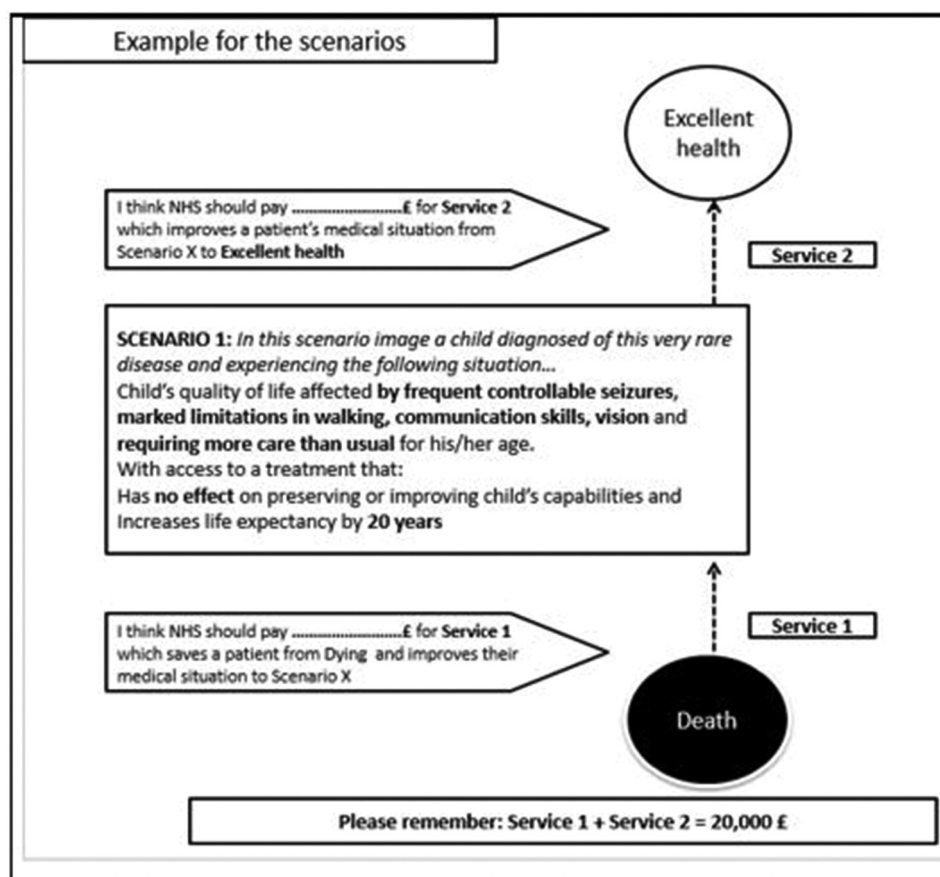 Example for the scenarios
Excellent
health
I think NHS should pay ............................£ for Service 2
which improves a patient's medical situation from
Scenario X to Excellent health
Service 2
SCENARIO 1: In this scenario image a child diagnosed of this very rare
disease and experiencing the following situation...
Child's quality of life affected by frequent controllable seizures,
marked limitations in walking, communication skills, vision and
requiring more care than usual for his/her age.
With access to a treatment that:
Has no effect on preserving or improving child's capabilities and
Increases life expectancy by 20 years
I think NHS should pay ............................£ for Service 1
which saves a patient from Dying and improves their
medical situation to Scenario X
Service 1
Death
Please remember: Service 1 + Service 2 = 20,000 £